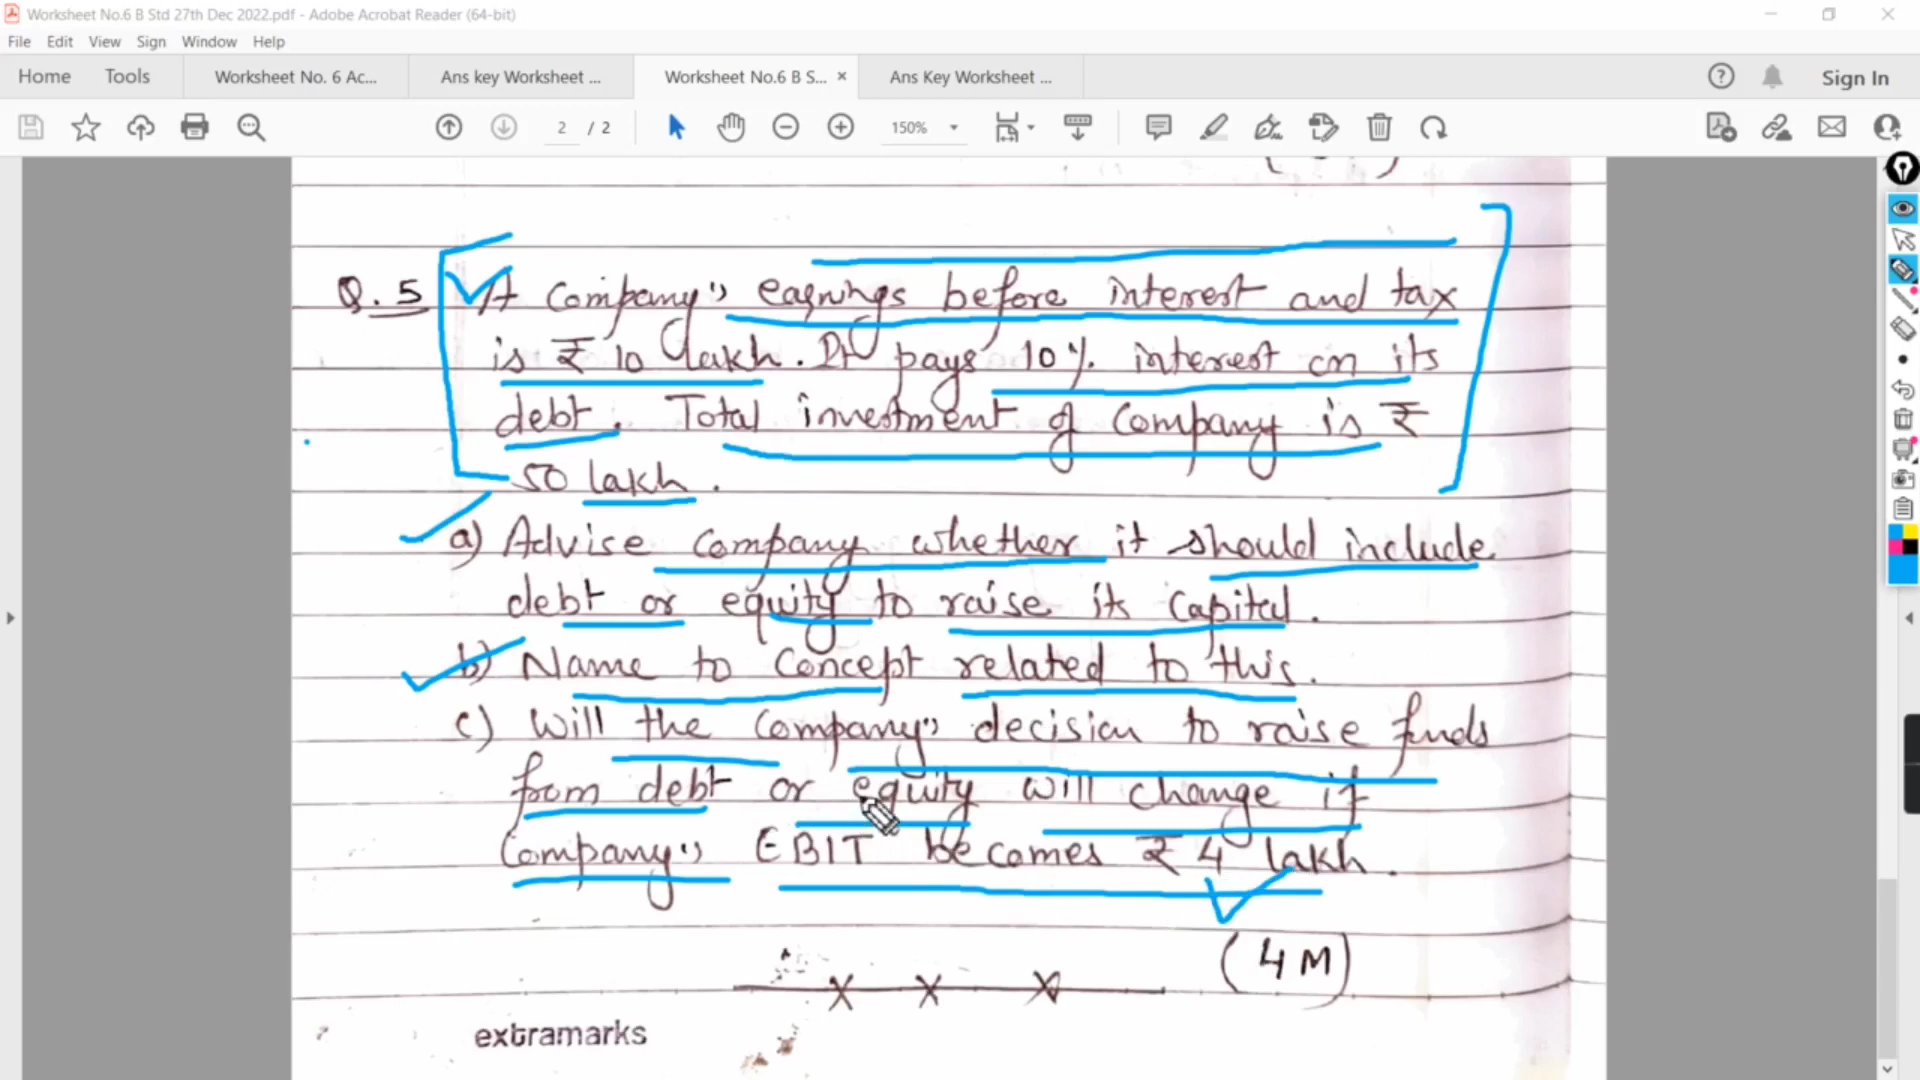 Worksheet No.6 B Std 27th Dec 2022.pdf - Adobe Acrobat Reader (64-bit)
File Edit View Sign Window Help
Home Tools Worksheet No. 6 Ac... Ans key Worksheet ... Worksheet No.6 B S... × Ans Key Worksheet ... Sign In
2 / 2 150%
Q.5 A Company's earnings before interest and tax
is ₹ 10 lakh. It pays 10% interest on its
debt. Total investment of Company is ₹
50 lakh.
a) Advise Company whether it should include
debt or equity to raise its Capital.
b) Name to Concept related to this.
c) Will the Company's decision to raise funds
from debt or equity will change if
Company's EBIT becomes ₹ 4 lakh.
(4M)
x x x
extramarks